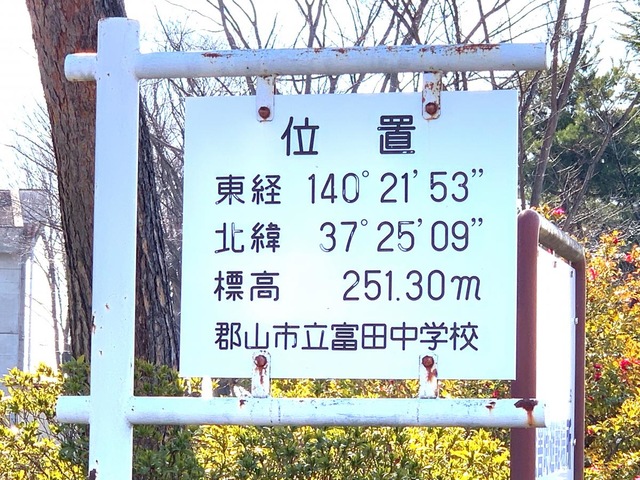 位 置
東経 140°21'53"
北緯 37°25'09"
標高 251.30m
郡山市立富田中学校